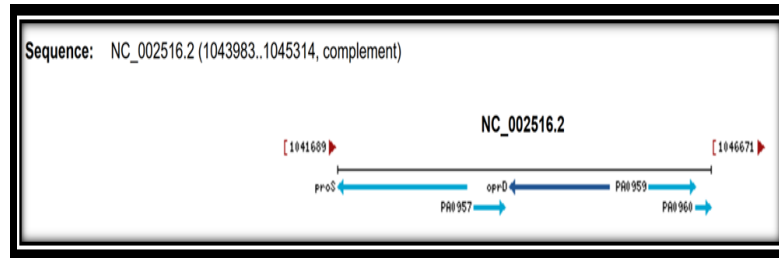 Sequence: NC_002516.2 (1043983..1045314, complement)
NC_002516.2
[1041689 [1046671
proS oprD PA0959
PA0957 PA0960